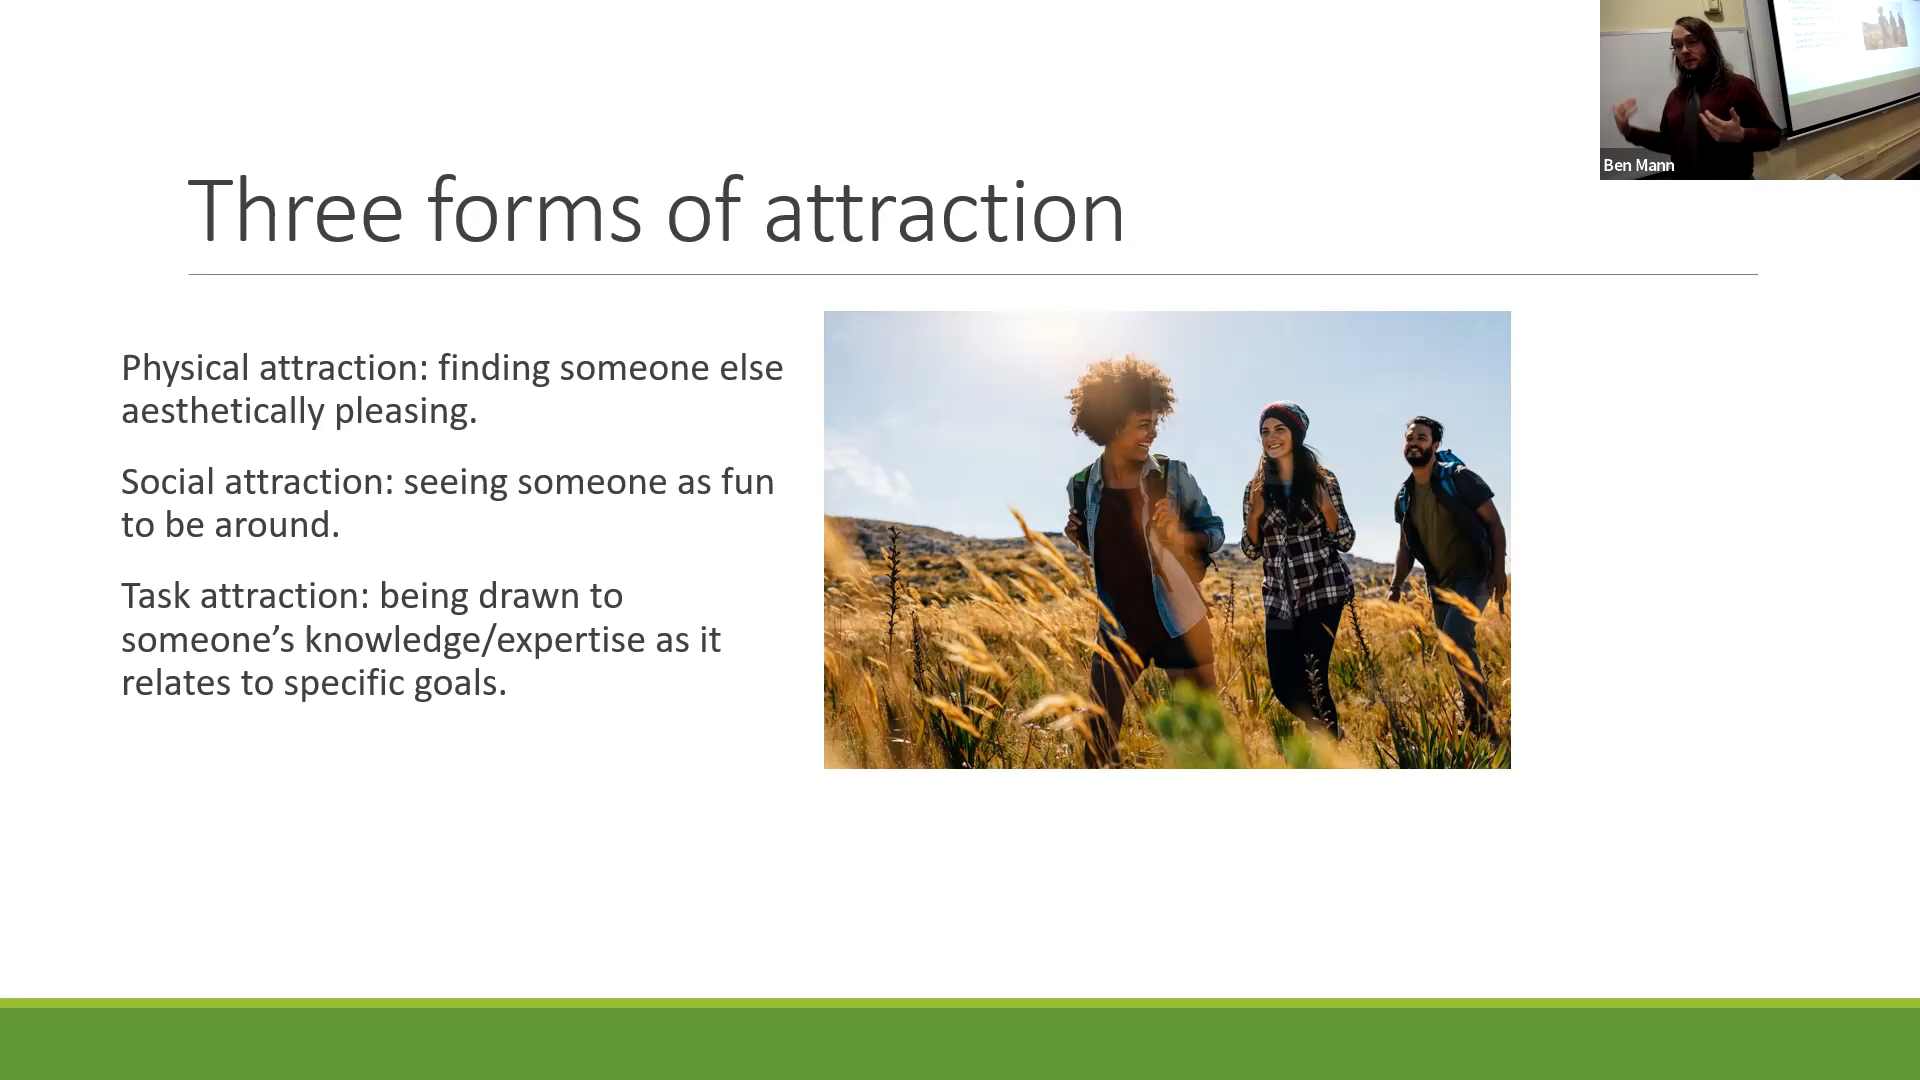 Ben Mann
Three forms of attraction
Physical attraction: finding someone else
aesthetically pleasing.
Social attraction: seeing someone as fun
to be around.
Task attraction: being drawn to
someone’s knowledge/expertise as it
relates to specific goals.